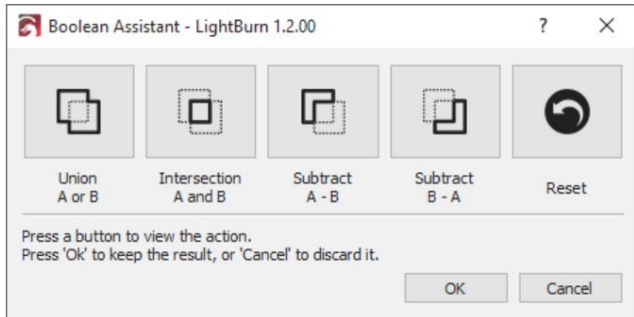 Boolean Assistant - LightBurn 1.2.00
Union
A or B
Intersection
A and B
Subtract
A - B
Subtract
B - A
Reset
Press a button to view the action.
Press 'Ok' to keep the result, or 'Cancel' to discard it.
OK
Cancel